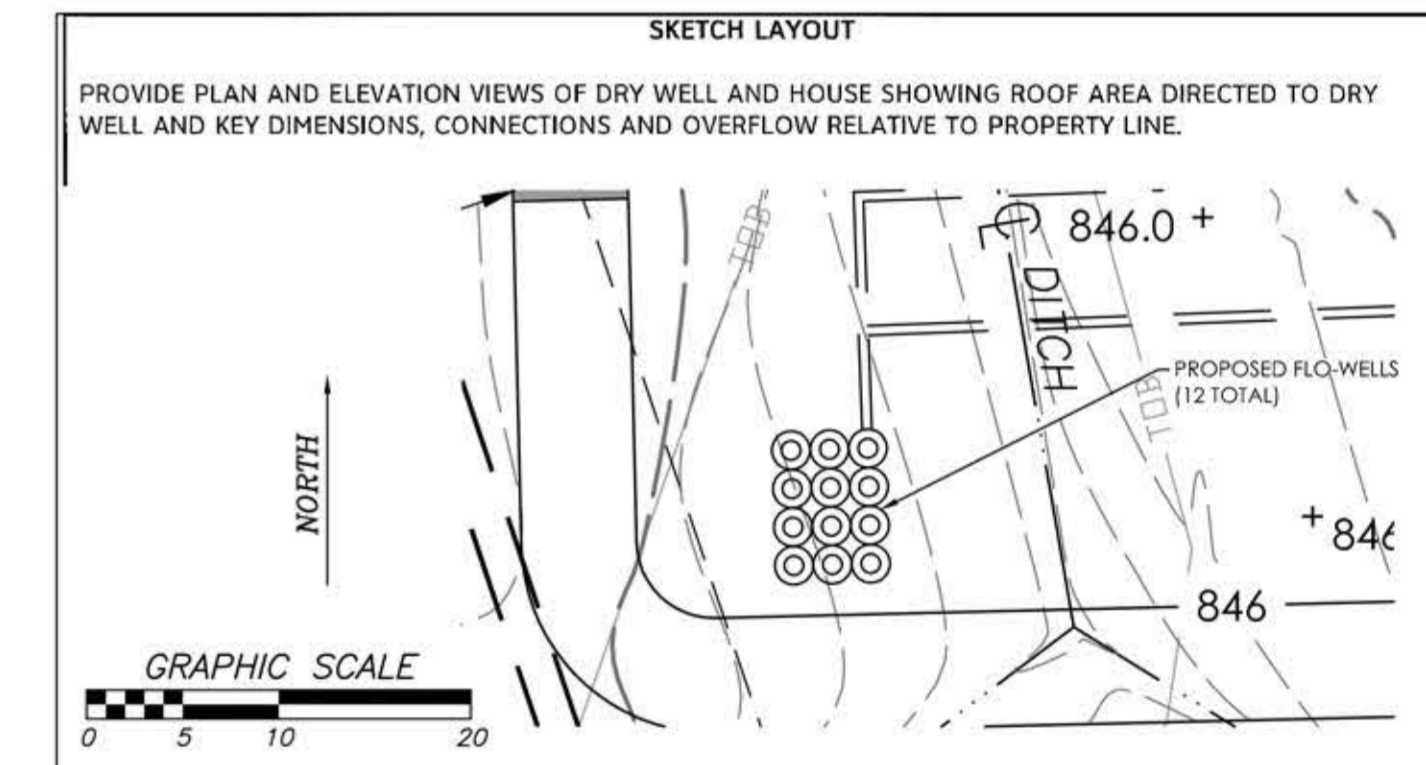 SKETCH LAYOUT
PROVIDE PLAN AND ELEVATION VIEWS OF DRY WELL AND HOUSE SHOWING ROOF AREA DIRECTED TO DRY
WELL AND KEY DIMENSIONS, CONNECTIONS AND OVERFLOW RELATIVE TO PROPERTY LINE.
TBB
CL DITCH
846.0 +
PROPOSED FLO-WELLS
(12 TOTAL)
NORTH
+ 846
846
GRAPHIC SCALE
0 5 10 20